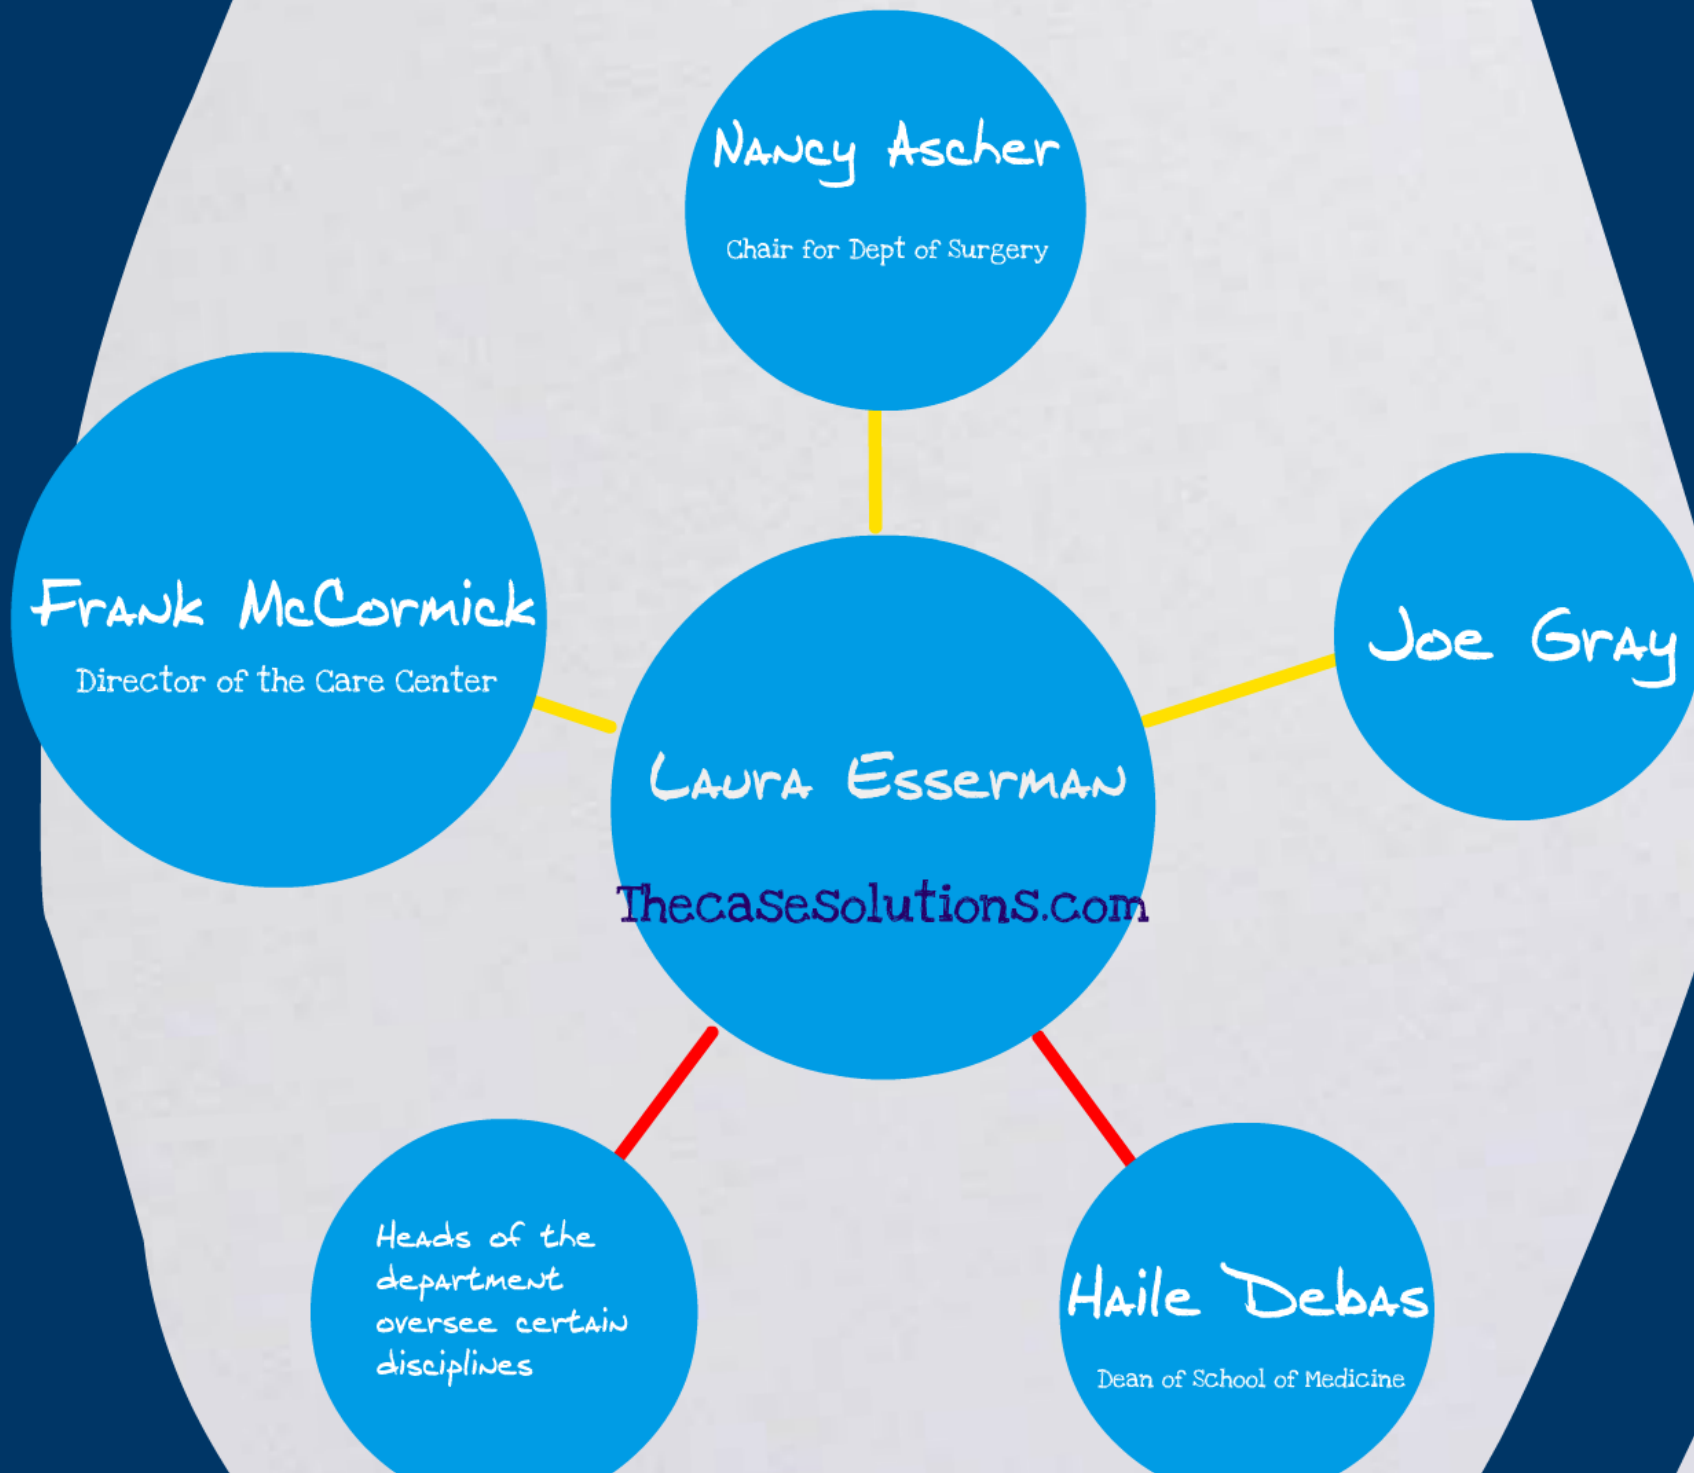 Nancy Ascher
Chair for Dept of Surgery
Frank McCormick
Director of the Care Center
Joe Gray
Laura Esserman
Thecasesolutions.com
Heads of the
department
oversee certain
disciplines
Haile Debas
Dean of School of Medicine